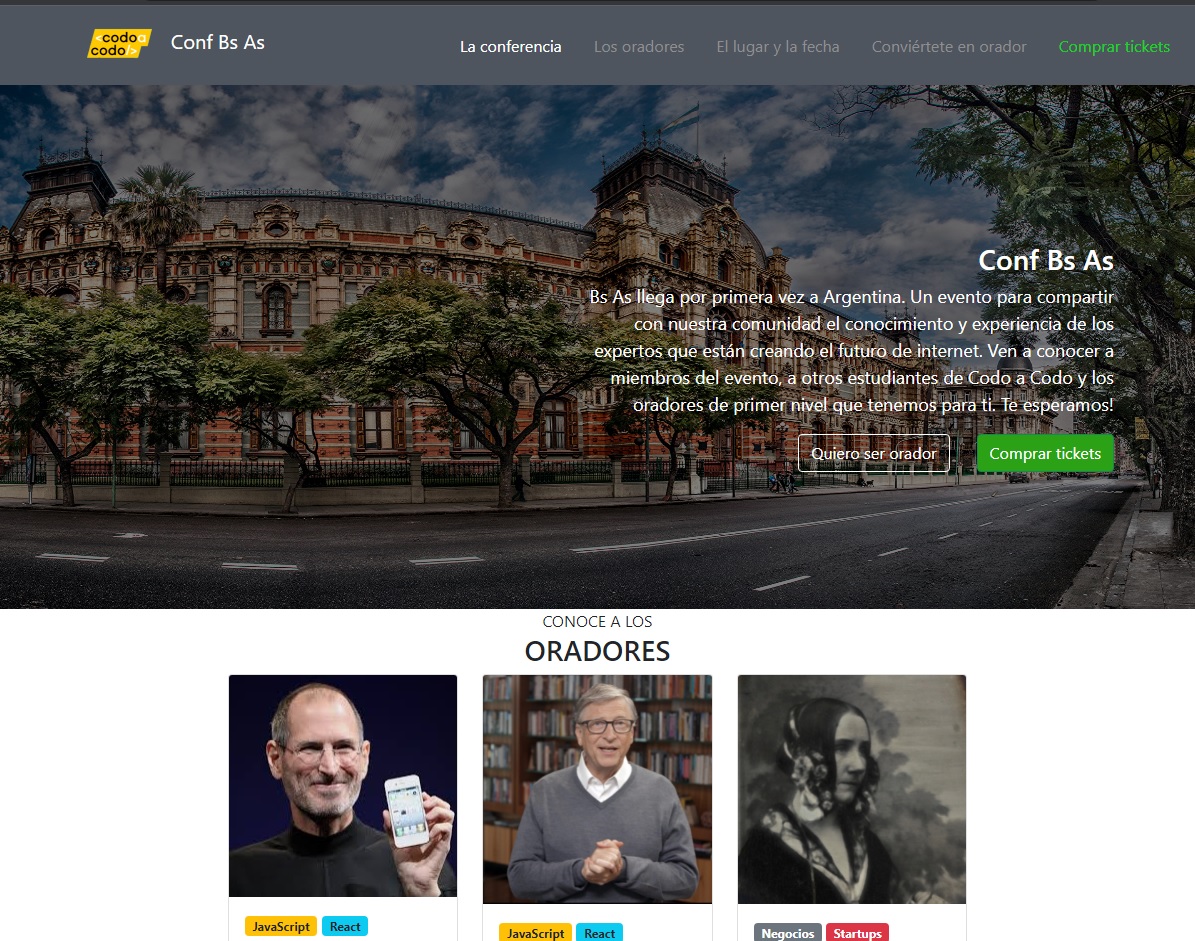 <codo a
codo/>
Conf Bs As
La conferencia
Los oradores
El lugar y la fecha
Conviértete en orador
Comprar tickets
Conf Bs As
Bs As llega por primera vez a Argentina. Un evento para compartir
con nuestra comunidad el conocimiento y experiencia de los
expertos que están creando el futuro de internet. Ven a conocer a
miembros del evento, a otros estudiantes de Codo a Codo y los
oradores de primer nivel que tenemos para ti. Te esperamos!
Quiero ser orador
Comprar tickets
CONOCE A LOS
ORADORES
JavaScript React
JavaScript React
Negocios Startups